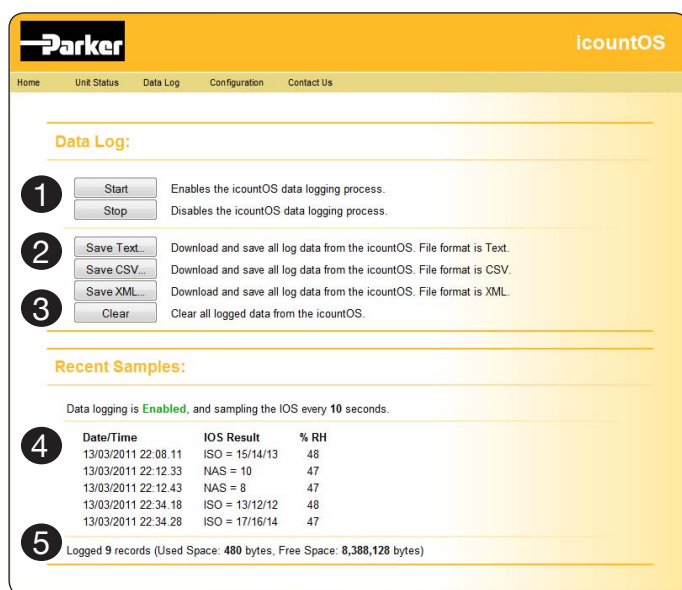 Parker
icountOS
Home Unit Status Data Log Configuration Contact Us
Data Log:
1
Start Enables the icountOS data logging process.
Stop Disables the icountOS data logging process.
2
Save Text... Download and save all log data from the icountOS. File format is Text.
Save CSV... Download and save all log data from the icountOS. File format is CSV.
Save XML... Download and save all log data from the icountOS. File format is XML.
3
Clear Clear all logged data from the icountOS.
Recent Samples:
Data logging is Enabled, and sampling the IOS every 10 seconds.
4
Date/Time IOS Result % RH
13/03/2011 22:08.11 ISO = 15/14/13 48
13/03/2011 22:12.33 NAS = 10 47
13/03/2011 22:12.43 NAS = 8 47
13/03/2011 22:34.18 ISO = 13/12/12 48
13/03/2011 22:34.28 ISO = 17/16/14 47
5
Logged 9 records (Used Space: 480 bytes, Free Space: 8,388,128 bytes)